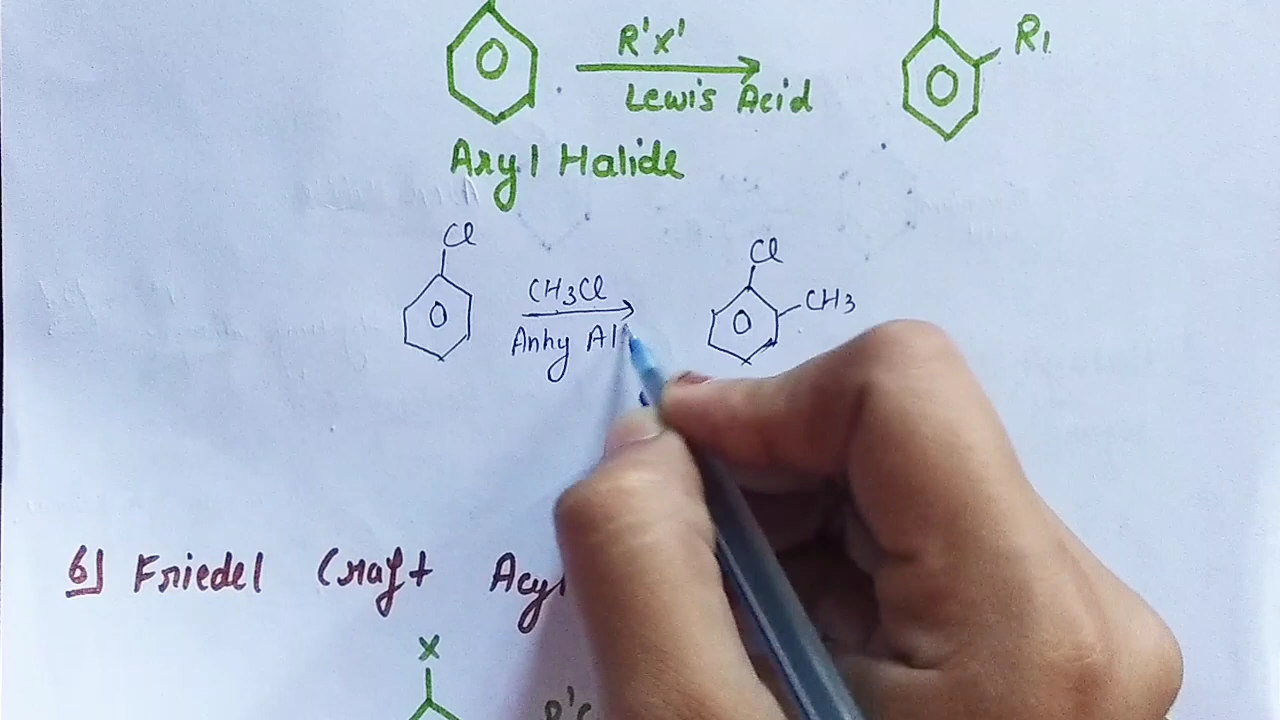 R'X' R1
Lewis Acid
Aryl Halide
Cl Cl
CH3Cl CH3
Anhy Al
6] Friedel Craft Acy
X
R'C